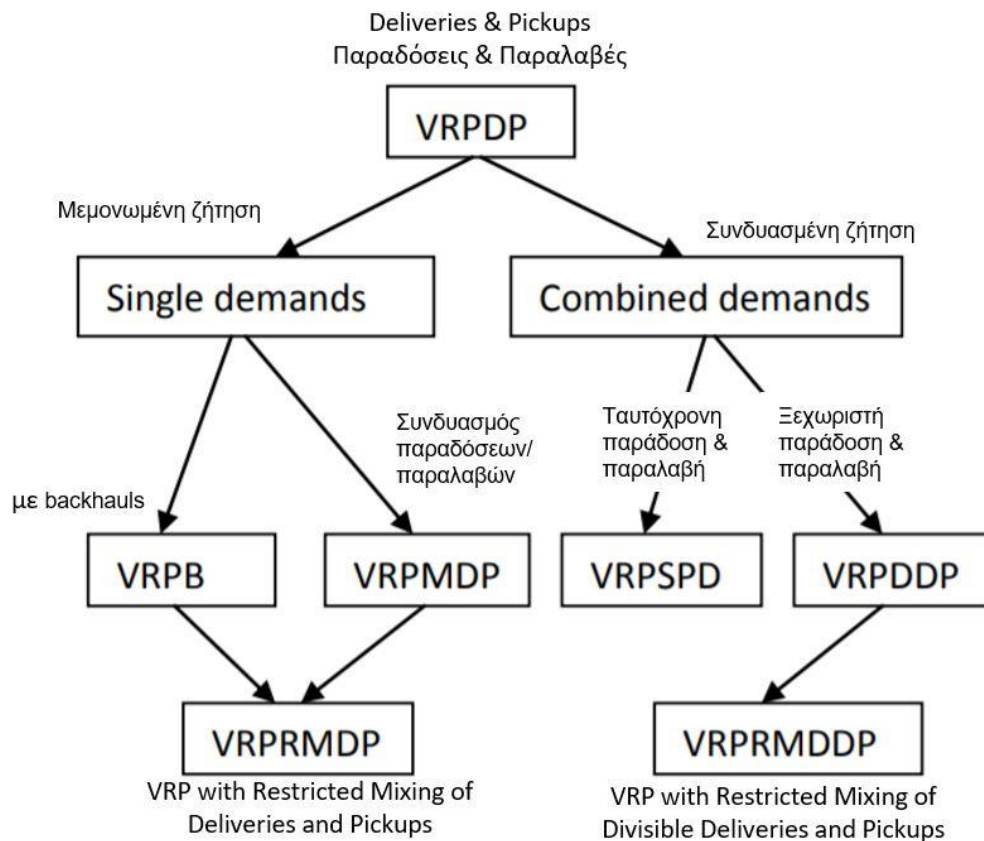 Deliveries & Pickups
Παραδόσεις & Παραλαβές
VRPDP
Μεμονωμένη ζήτηση
Συνδυασμένη ζήτηση
Single demands
Combined demands
Συνδυασμός
παραδόσεων/
παραλαβών
Ταυτόχρονη
παράδοση &
παραλαβή
Ξεχωριστή
παράδοση &
παραλαβή
με backhauls
VRPB
VRPMDP
VRPSPD
VRPDDP
VRPRMDP
VRPRMDDP
VRP with Restricted Mixing of
Deliveries and Pickups
VRP with Restricted Mixing of
Divisible Deliveries and Pickups